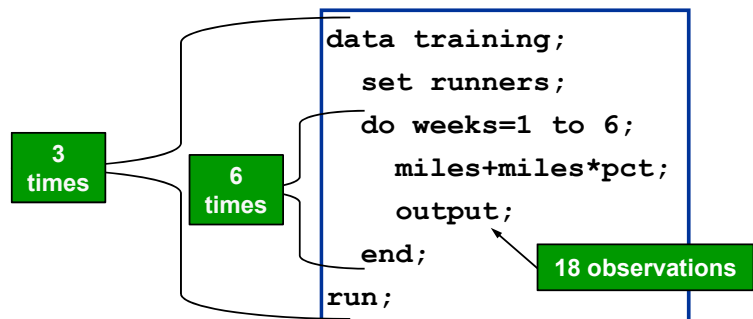 data training;
set runners;
do weeks=1 to 6;
miles+miles*pct;
output;
end;
run;
3
times
6
times
18 observations